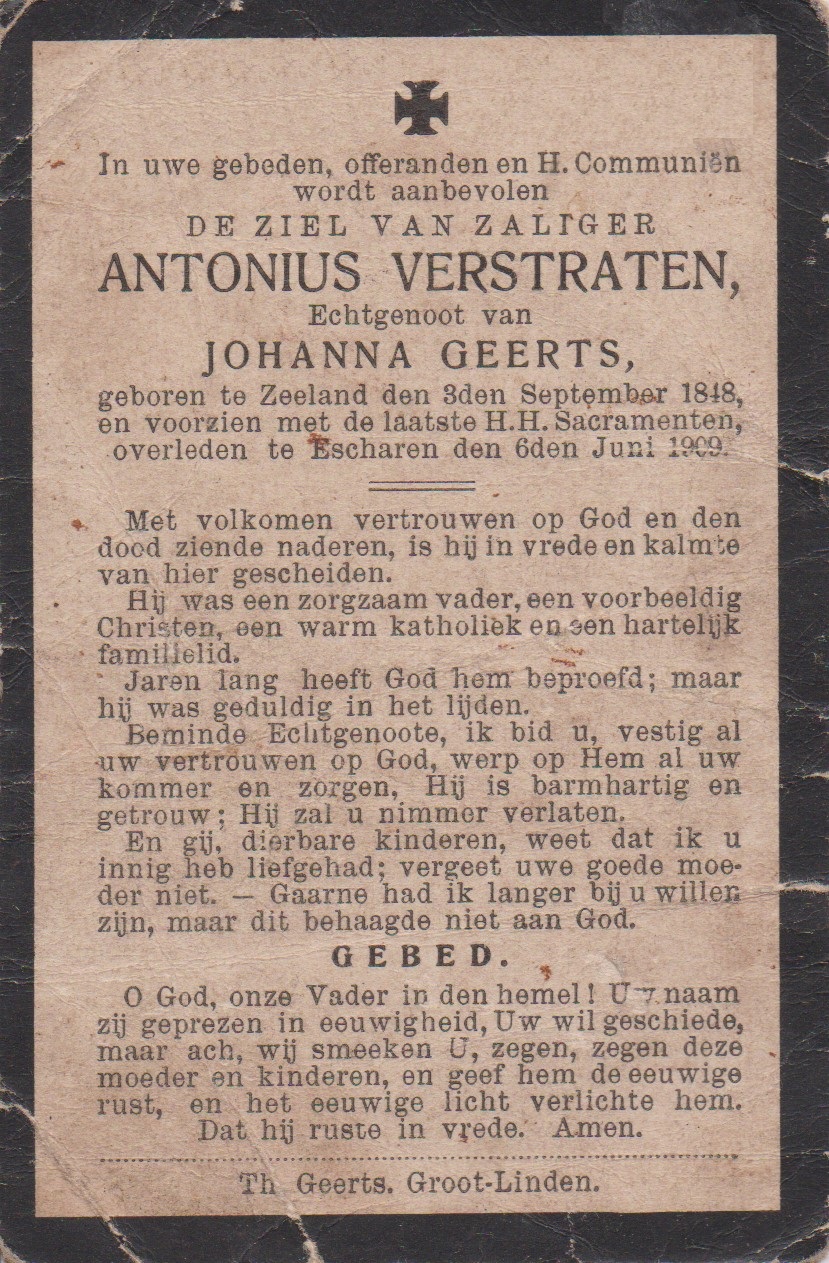 In uwe gebeden, offeranden en H. Communiën
wordt aanbevolen
DE ZIEL VAN ZALIGER
ANTONIUS VERSTRATEN,
Echtgenoot van
JOHANNA GEERTS,
geboren te Zeeland den 3den September 1848,
en voorzien met de laatste H.H. Sacramenten,
overleden te Escharen den 6den Juni 1909.
Met volkomen vertrouwen op God en den
dood ziende naderen, is hij in vrede en kalmte
van hier gescheiden.
Hij was een zorgzaam vader, een voorbeeldig
Christen, een warm katholiek en een hartelijk
familielid.
Jaren lang heeft God hem beproefd; maar
hij was geduldig in het lijden.
Beminde Echtgenoote, ik bid u, vestig al
uw vertrouwen op God, werp op Hem al uw
kommer en zorgen, Hij is barmhartig en
getrouw; Hij zal u nimmer verlaten.
En gij, dierbare kinderen, weet dat ik u
innig heb liefgehad; vergeet uwe goede moe-
der niet. — Gaarne had ik langer bij u willen
zijn, maar dit behaagde niet aan God.
GEBED.
O God, onze Vader in den hemel! Uw naam
zij geprezen in eeuwigheid, Uw wil geschiede,
maar ach, wij smeeken U, zegen, zegen deze
moeder en kinderen, en geef hem de eeuwige
rust, en het eeuwige licht verlichte hem.
Dat hij ruste in vrede. Amen.
Th Geerts. Groot-Linden.